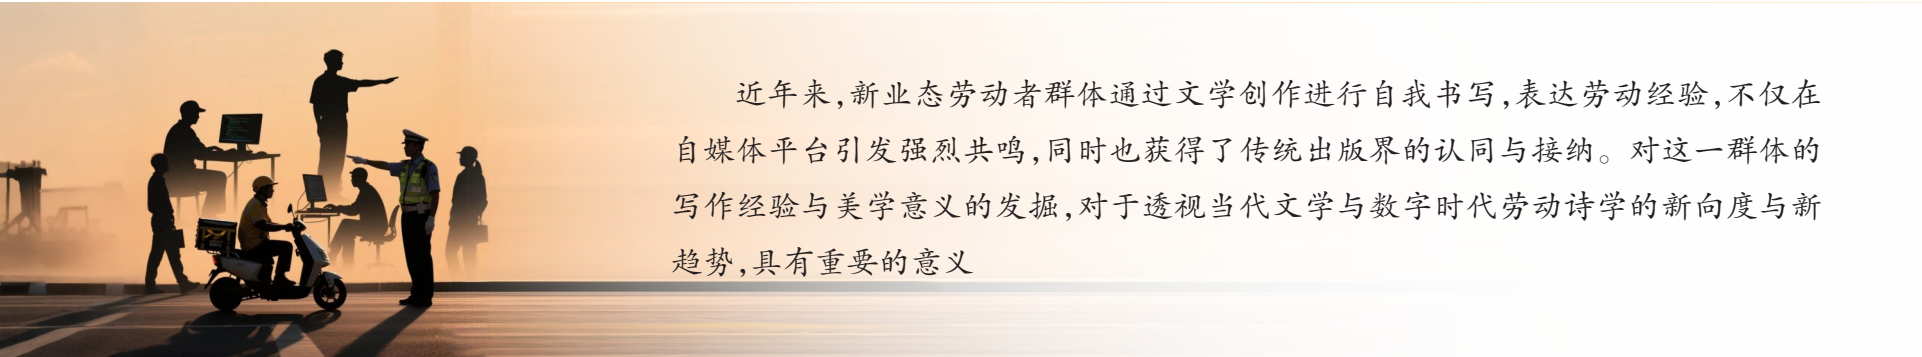 近年来,新业态劳动者群体通过文学创作进行自我书写,表达劳动经验,不仅在
自媒体平台引发强烈共鸣,同时也获得了传统出版界的认同与接纳。对这一群体的
写作经验与美学意义的发掘,对于透视当代文学与数字时代劳动诗学的新向度与新
趋势,具有重要的意义